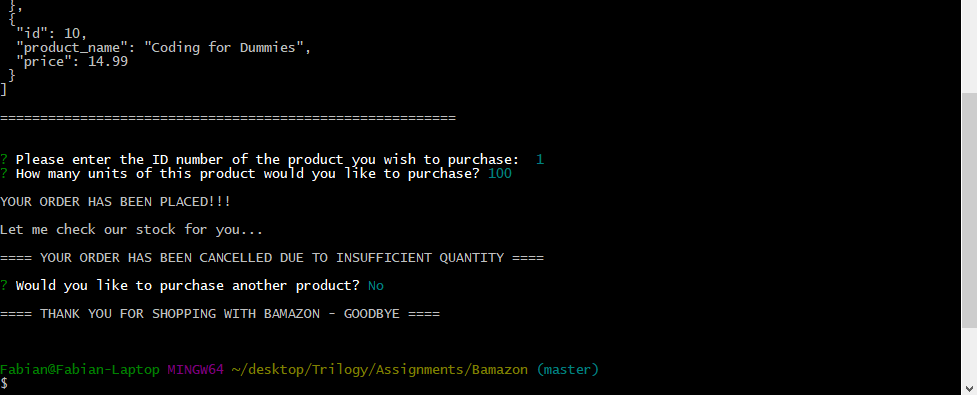 },
{
"id": 10,
"product_name": "Coding for Dummies",
"price": 14.99
}
]
=========================================================
? Please enter the ID number of the product you wish to purchase:  1
? How many units of this product would you like to purchase? 100
YOUR ORDER HAS BEEN PLACED!!!
Let me check our stock for you...
==== YOUR ORDER HAS BEEN CANCELLED DUE TO INSUFFICIENT QUANTITY ====
? Would you like to purchase another product? No
==== THANK YOU FOR SHOPPING WITH BAMAZON - GOODBYE ====
Fabian@Fabian-Laptop MINGW64 ~/desktop/Trilogy/Assignments/Bamazon (master)
$